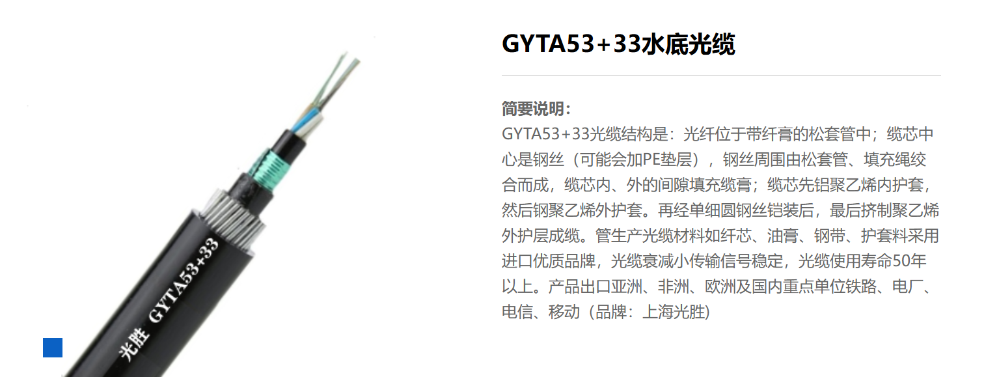 GYTA53+33水底光缆
简要说明：
GYTA53+33光缆结构是：光纤位于带纤膏的松套管中；缆芯中
心是钢丝（可能会加PE垫层），钢丝周围由松套管、填充绳绞
合而成，缆芯内、外的间隙填充缆膏；缆芯先铝聚乙烯内护套，
然后钢聚乙烯外护套。再经单细圆钢丝铠装后，最后挤制聚乙烯
外护层成缆。管生产光缆材料如纤芯、油膏、钢带、护套料采用
进口优质品牌，光缆衰减小传输信号稳定，光缆使用寿命50年
以上。产品出口亚洲、非洲、欧洲及国内重点单位铁路、电厂、
电信、移动（品牌：上海光胜)
光胜 GYTA53+33